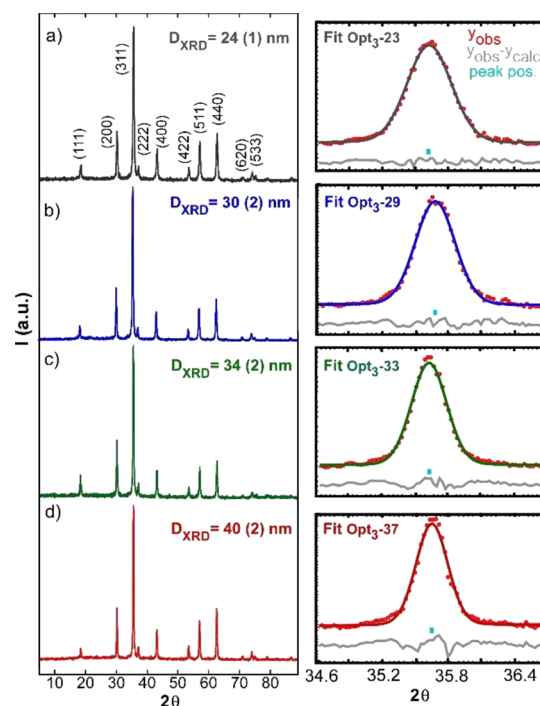 a)
D_XRD = 24 (1) nm
(111)
(200)
(311)
(222)
(400)
(422)
(511)
(440)
(620)
(533)
b)
D_XRD = 30 (2) nm
c)
D_XRD = 34 (2) nm
d)
D_XRD = 40 (2) nm
I (a.u.)
10 20 30 40 50 60 70 80
2θ
Fit Opt₃-23
y_obs
y_obs-y_calc
peak pos.
Fit Opt₃-29
Fit Opt₃-33
Fit Opt₃-37
34.6 35.2 35.8 36.4
2θ